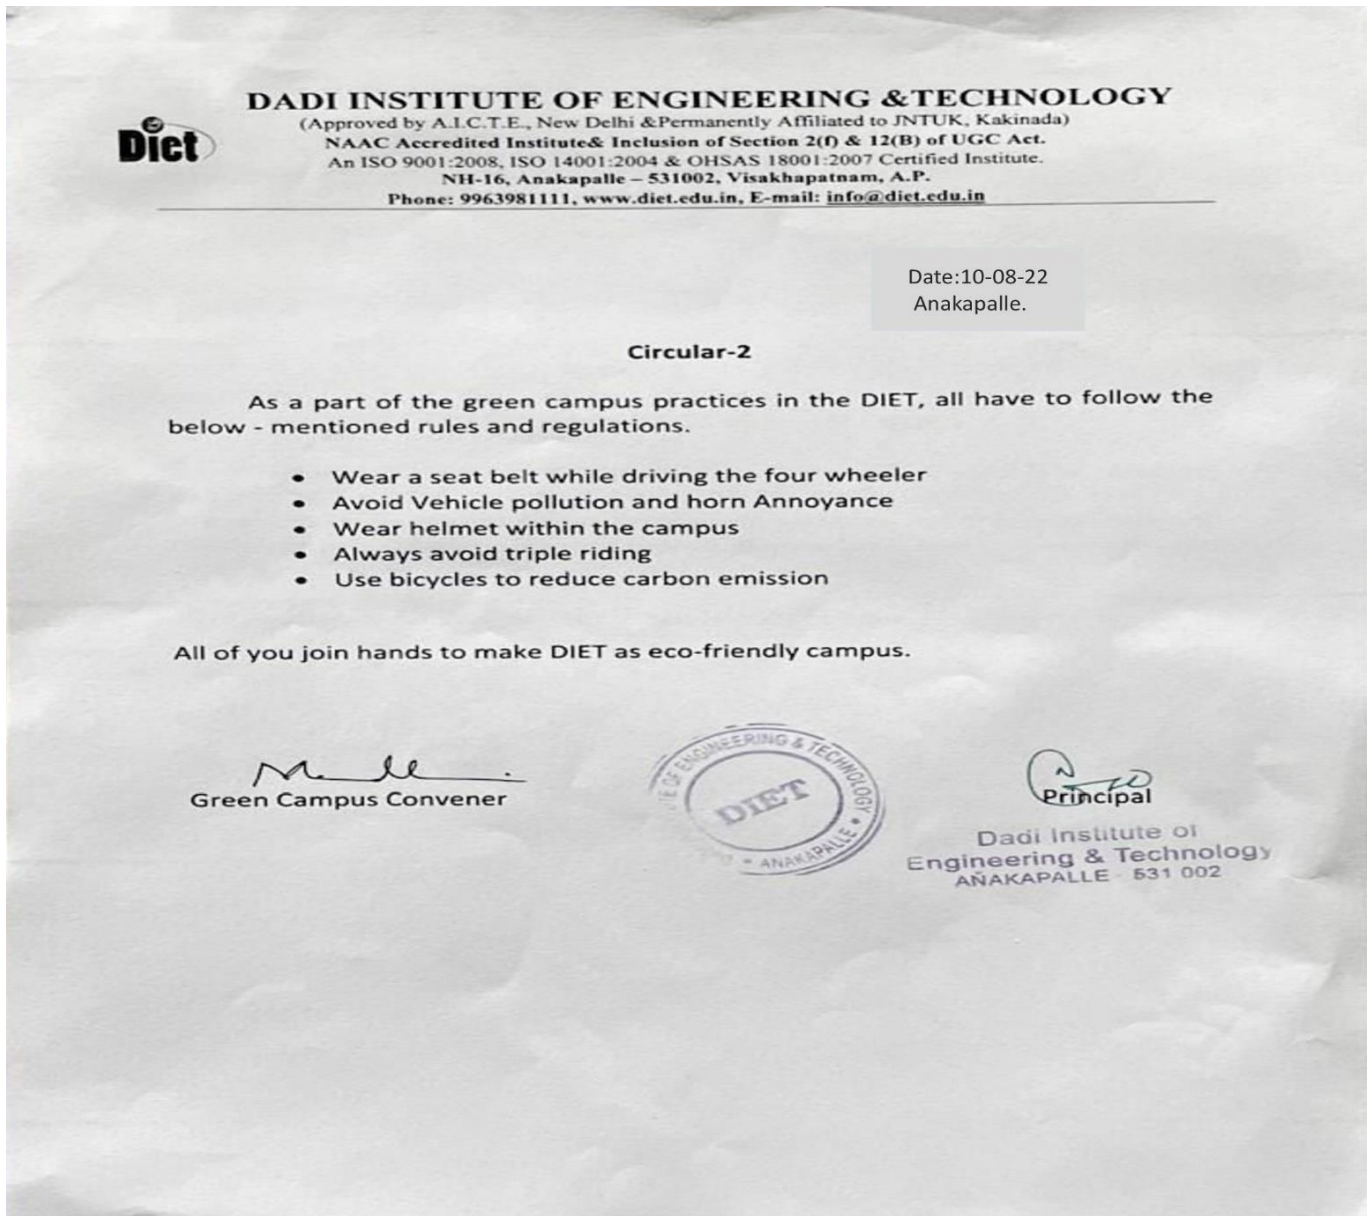 Diet
DADI INSTITUTE OF ENGINEERING &TECHNOLOGY
(Approved by A.I.C.T.E., New Delhi &Permanently Affiliated to JNTUK, Kakinada)
NAAC Accredited Institute& Inclusion of Section 2(f) & 12(B) of UGC Act.
An ISO 9001:2008, ISO 14001:2004 & OHSAS 18001:2007 Certified Institute.
NH-16, Anakapalle – 531002, Visakhapatnam, A.P.
Phone: 9963981111, www.diet.edu.in, E-mail: info@diet.edu.in
Date:10-08-22
Anakapalle.
Circular-2
As a part of the green campus practices in the DIET, all have to follow the
below - mentioned rules and regulations.
• Wear a seat belt while driving the four wheeler
• Avoid Vehicle pollution and horn Annoyance
• Wear helmet within the campus
• Always avoid triple riding
• Use bicycles to reduce carbon emission
All of you join hands to make DIET as eco-friendly campus.
Green Campus Convener
OF ENGINEERING & TECHNOLOGY
DIET
ANAKAPALLE
Principal
Dadi Institute of
Engineering & Technology
ANAKAPALLE - 531 002